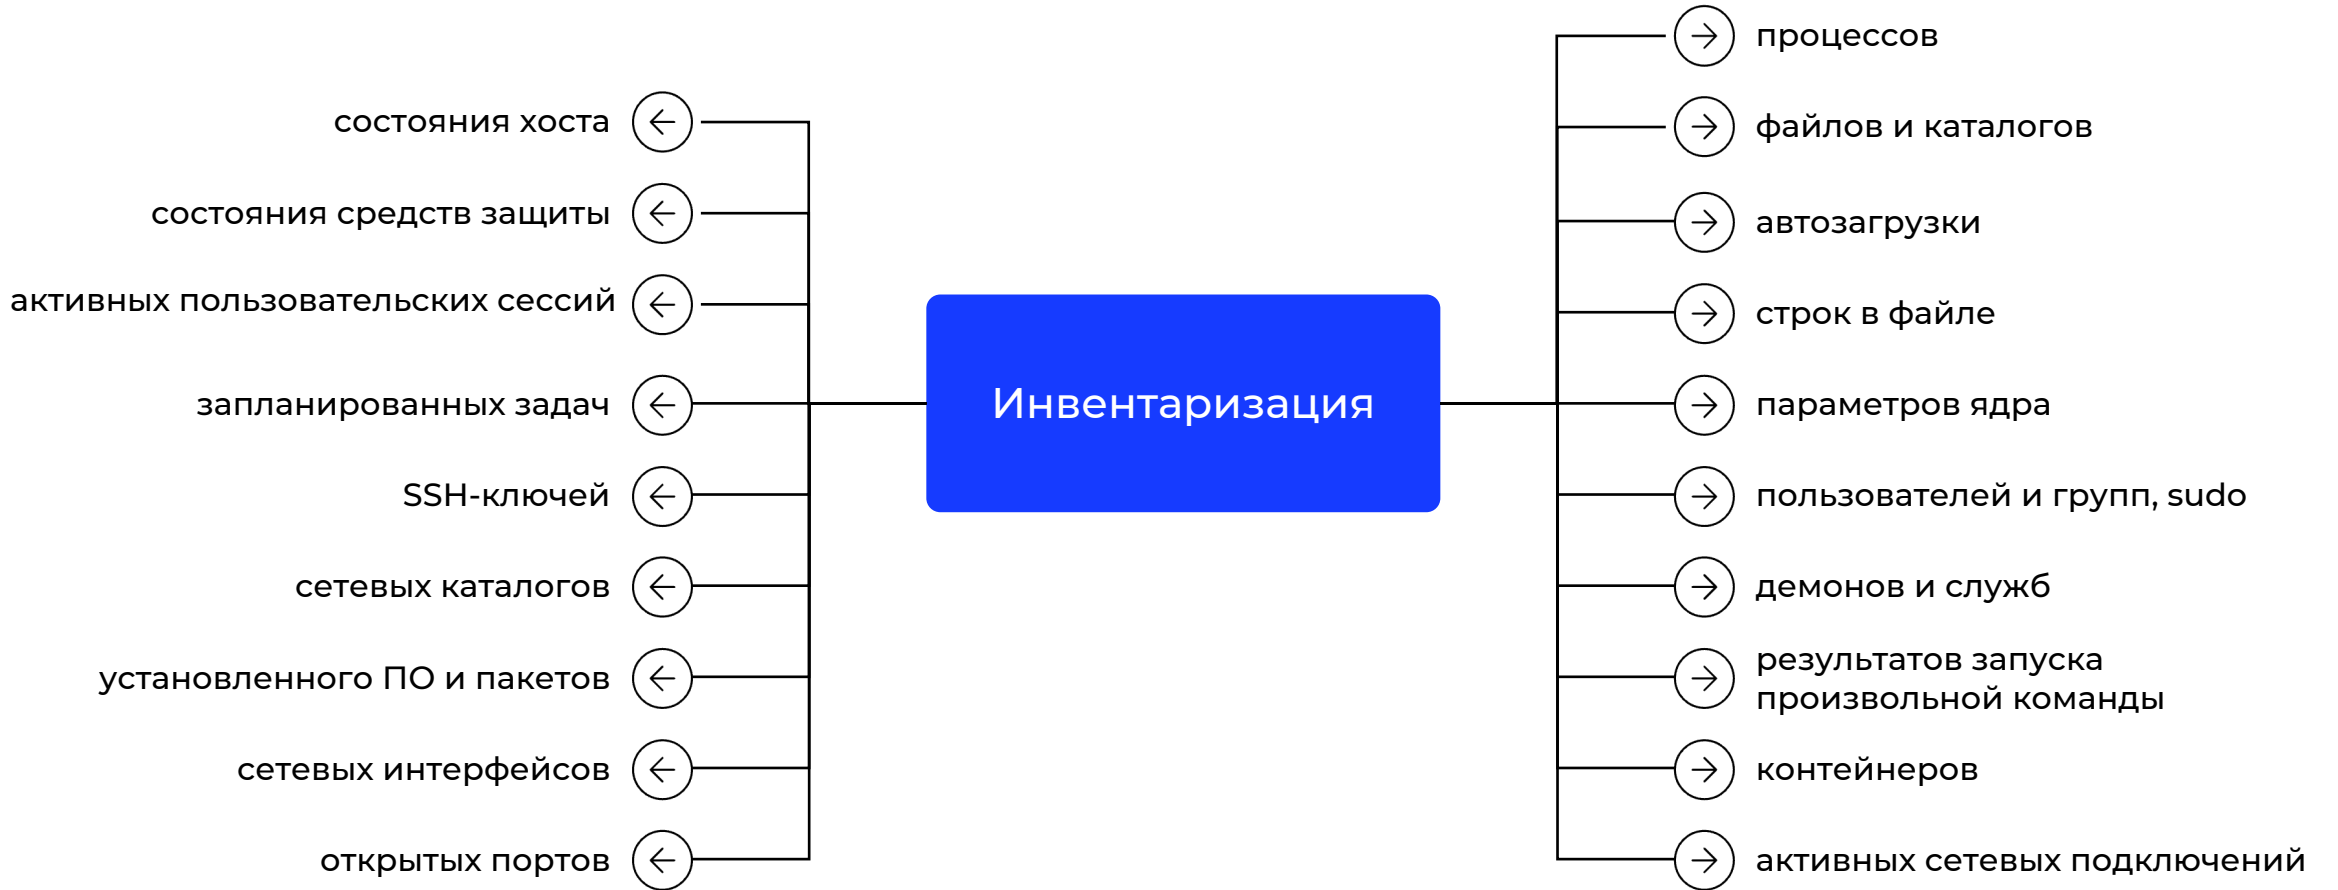 состояния хоста
состояния средств защиты
активных пользовательских сессий
запланированных задач
SSH-ключей
сетевых каталогов
установленного ПО и пакетов
сетевых интерфейсов
открытых портов
Инвентаризация
процессов
файлов и каталогов
автозагрузки
строк в файле
параметров ядра
пользователей и групп, sudo
демонов и служб
результатов запуска
произвольной команды
контейнеров
активных сетевых подключений